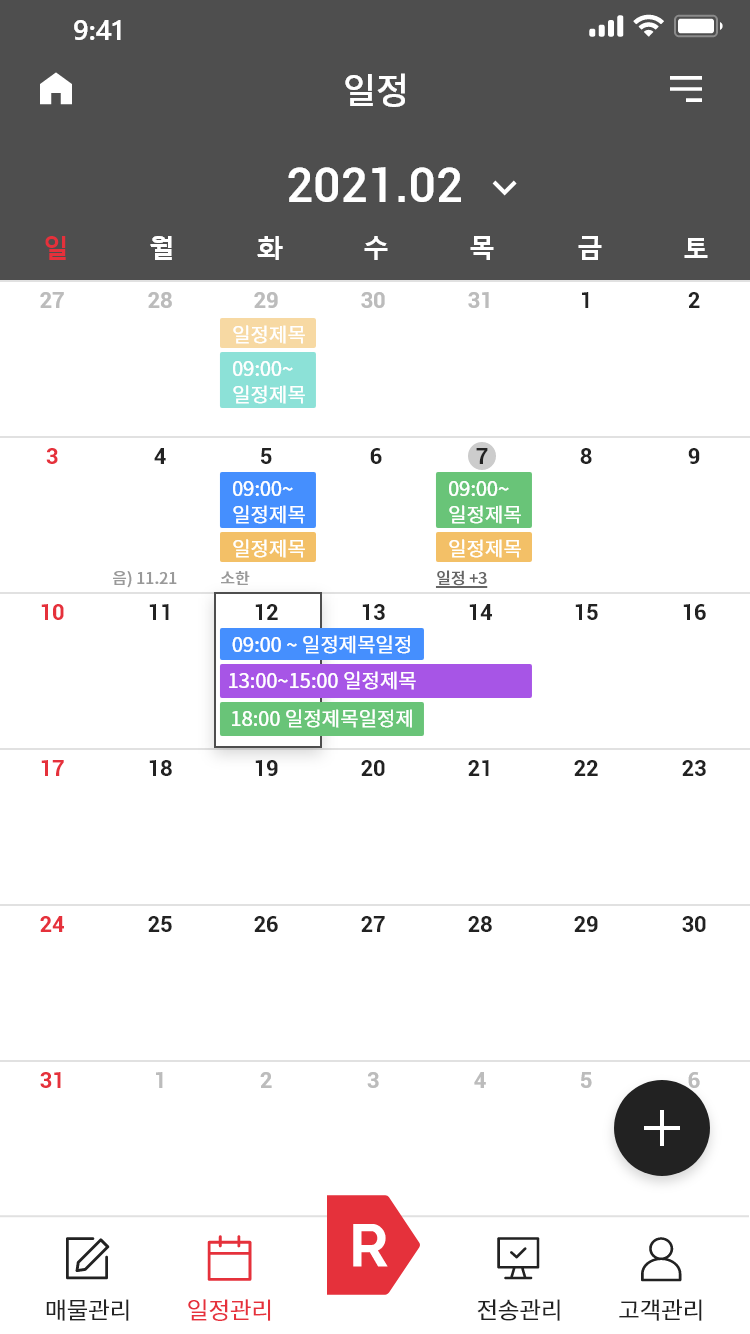 9:41
일정
2021.02
일 월 화 수 목 금 토
27 28 29 30 31 1 2
일정제목
09:00~
일정제목
3 4 5 6 7 8 9
09:00~
일정제목
일정제목
09:00~
일정제목
일정제목
음) 11.21 소한 일정 +3
10 11 12 13 14 15 16
09:00 ~ 일정제목일정
13:00~15:00 일정제목
18:00 일정제목일정제
17 18 19 20 21 22 23
24 25 26 27 28 29 30
31 1 2 3 4 5 6
R
매물관리 일정관리 전송관리 고객관리